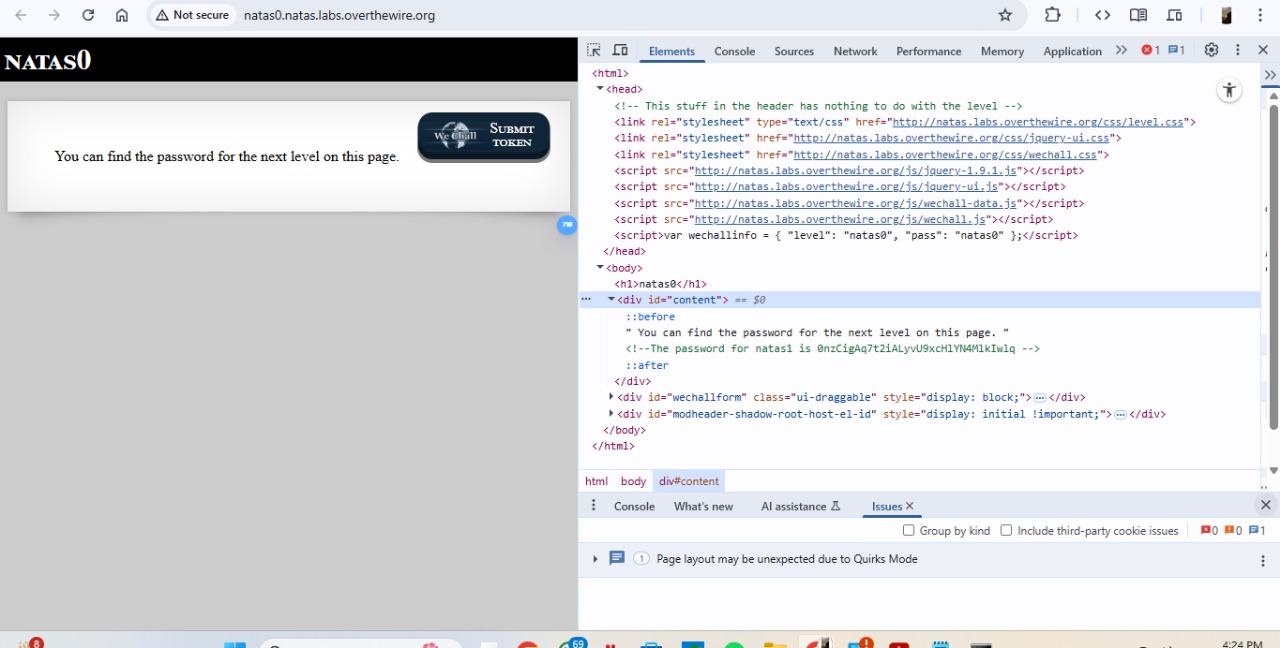 Not secure
natas0.natas.labs.overthewire.org
NATAS0
We Chall
SUBMIT
TOKEN
You can find the password for the next level on this page.
7M
Elements Console Sources Network Performance Memory Application 1 1
<html>
<head>
<!-- This stuff in the header has nothing to do with the level -->
<link rel="stylesheet" type="text/css" href="http://natas.labs.overthewire.org/css/level.css">
<link rel="stylesheet" href="http://natas.labs.overthewire.org/css/jquery-ui.css">
<link rel="stylesheet" href="http://natas.labs.overthewire.org/css/wechall.css">
<script src="http://natas.labs.overthewire.org/js/jquery-1.9.1.js"></script>
<script src="http://natas.labs.overthewire.org/js/jquery-ui.js"></script>
<script src="http://natas.labs.overthewire.org/js/wechall-data.js"></script>
<script src="http://natas.labs.overthewire.org/js/wechall.js"></script>
<script>var wechallinfo = { "level": "natas0", "pass": "natas0" };</script>
</head>
<body>
<h1>natas0</h1>
<div id="content"> == $0
::before
" You can find the password for the next level on this page. "
<!--The password for natas1 is 0nzCigAq7t2iALyvU9xcHlYN4MlkIwlq -->
::after
</div>
<div id="wechallform" class="ui-draggable" style="display: block;"> </div>
<div id="modheader-shadow-root-host-el-id" style="display: initial !important;"> </div>
</body>
</html>
html body div#content
Console What's new AI assistance Issues
Group by kind Include third-party cookie issues 0 0 1
1 Page layout may be unexpected due to Quirks Mode
8
69
4:24 PM